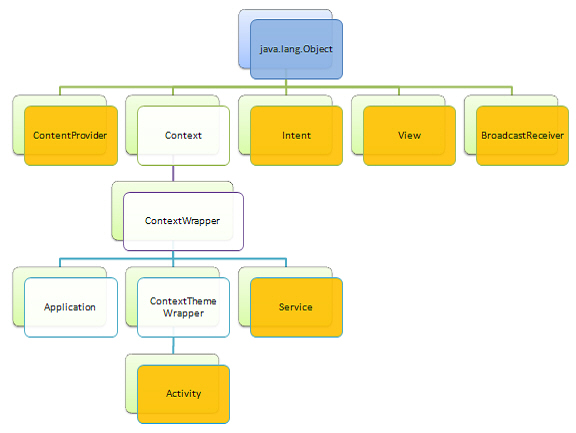 java.lang.Object
ContentProvider
Context
Intent
View
BroadcastReceiver
ContextWrapper
Application
ContextTheme
Wrapper
Service
Activity